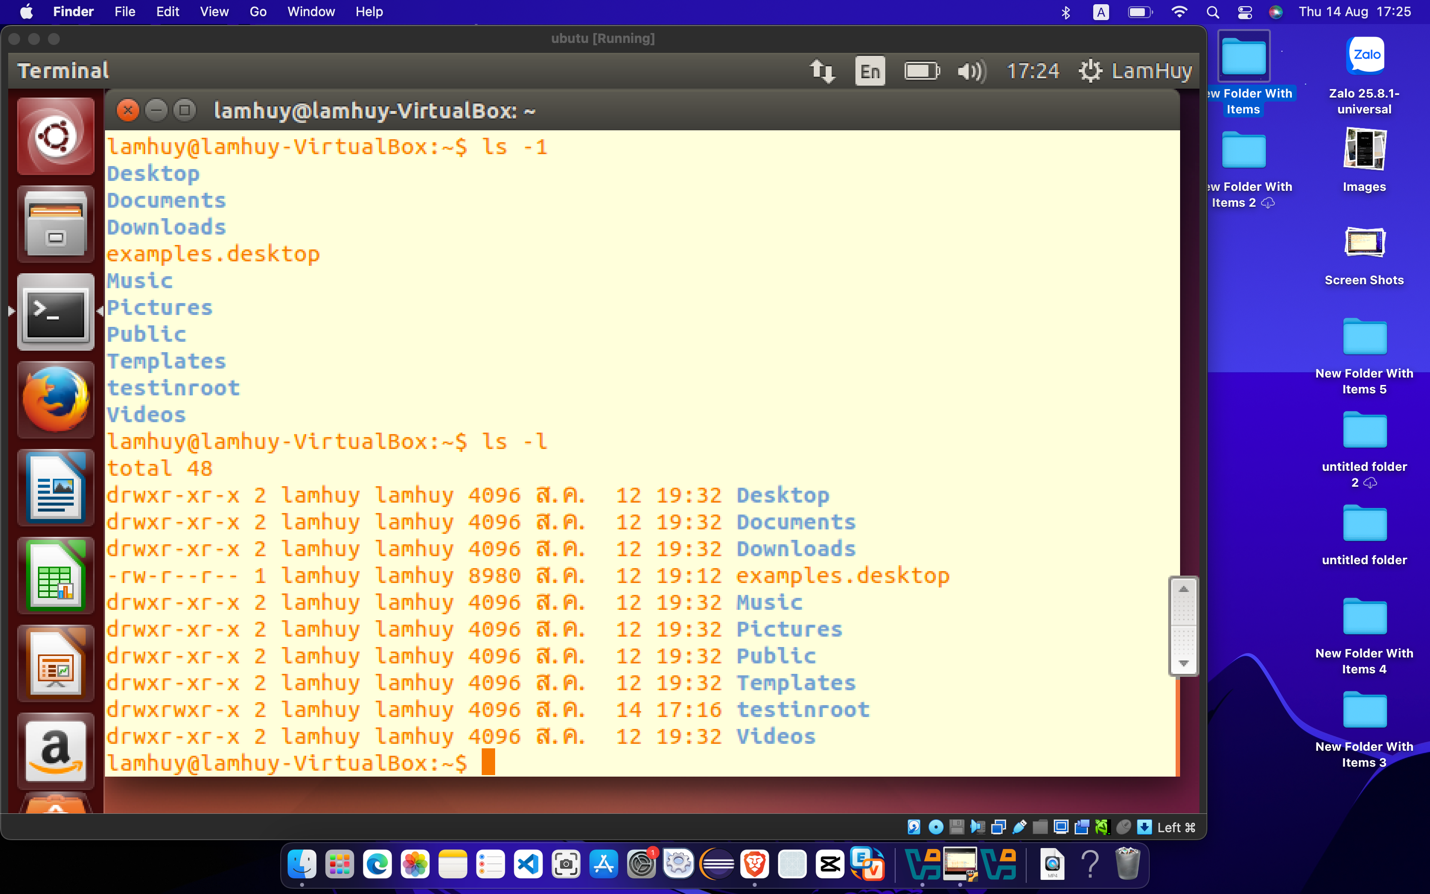 Finder File Edit View Go Window Help
A
Thu 14 Aug 17:25
ubutu [Running]
Terminal
En
17:24
LamHuy
lamhuy@lamhuy-VirtualBox: ~
lamhuy@lamhuy-VirtualBox:~$ ls -1
Desktop
Documents
Downloads
examples.desktop
Music
Pictures
Public
Templates
testinroot
Videos
lamhuy@lamhuy-VirtualBox:~$ ls -l
total 48
drwxr-xr-x 2 lamhuy lamhuy 4096 ส.ค. 12 19:32 Desktop
drwxr-xr-x 2 lamhuy lamhuy 4096 ส.ค. 12 19:32 Documents
drwxr-xr-x 2 lamhuy lamhuy 4096 ส.ค. 12 19:32 Downloads
-rw-r--r-- 1 lamhuy lamhuy 8980 ส.ค. 12 19:12 examples.desktop
drwxr-xr-x 2 lamhuy lamhuy 4096 ส.ค. 12 19:32 Music
drwxr-xr-x 2 lamhuy lamhuy 4096 ส.ค. 12 19:32 Pictures
drwxr-xr-x 2 lamhuy lamhuy 4096 ส.ค. 12 19:32 Public
drwxr-xr-x 2 lamhuy lamhuy 4096 ส.ค. 12 19:32 Templates
drwxrwxr-x 2 lamhuy lamhuy 4096 ส.ค. 14 17:16 testinroot
drwxr-xr-x 2 lamhuy lamhuy 4096 ส.ค. 12 19:32 Videos
lamhuy@lamhuy-VirtualBox:~$
Left ⌘
ew Folder With
Items
ew Folder With
Items 2
Zalo
Zalo 25.8.1-
universal
Images
Screen Shots
New Folder With
Items 5
untitled folder
2
untitled folder
New Folder With
Items 4
New Folder With
Items 3